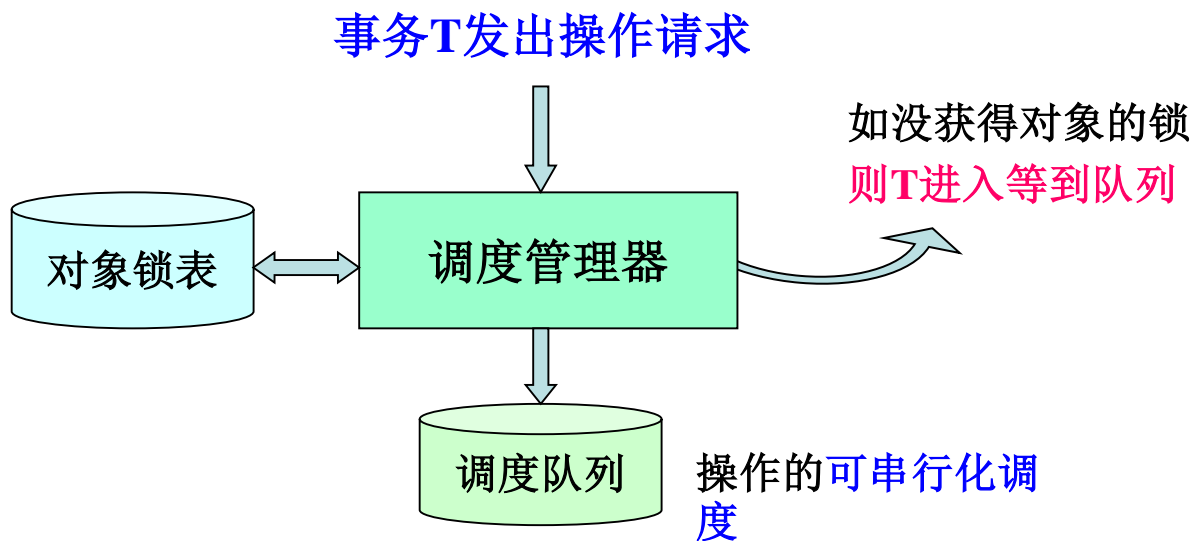 事务T发出操作请求
如没获得对象的锁
则T进入等到队列
对象锁表
调度管理器
调度队列
操作的可串行化调
度